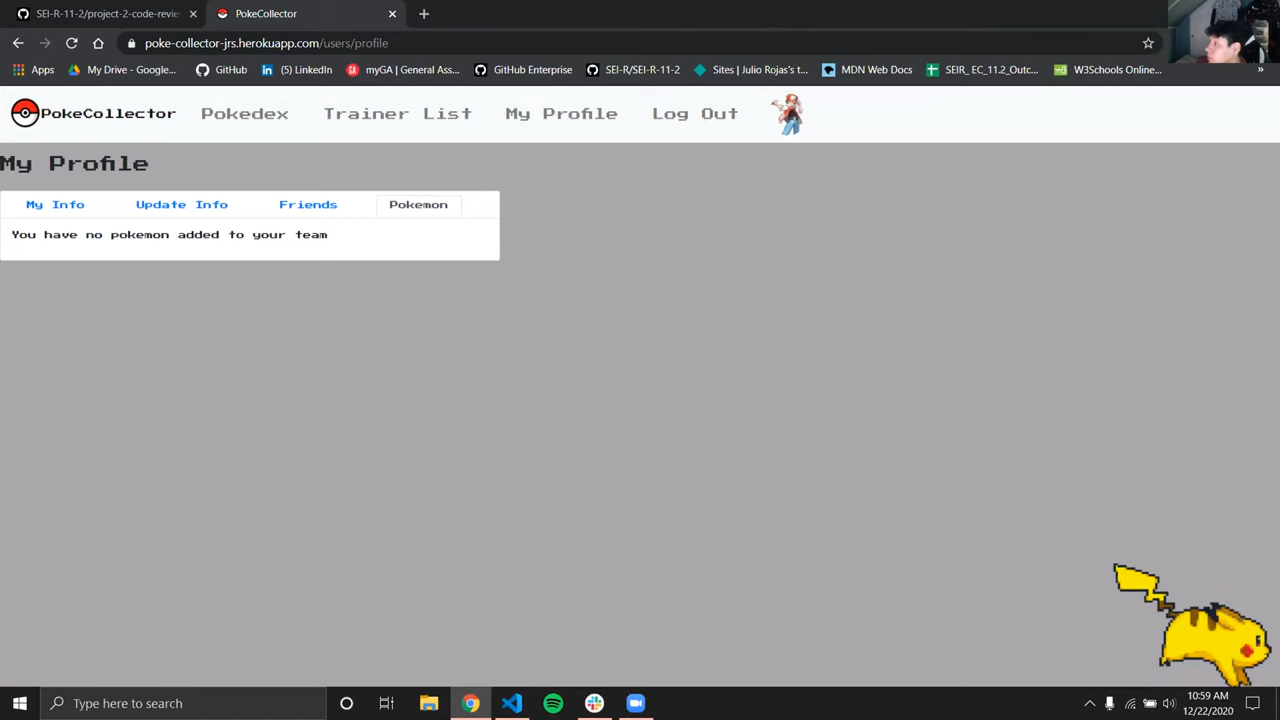 SEI-R-11-2/project-2-code-revie
PokeCollector
poke-collector-jrs.herokuapp.com/users/profile
Apps
My Drive - Google...
GitHub
(5) LinkedIn
myGA | General Ass...
GitHub Enterprise
SEI-R/SEI-R-11-2
Sites | Julio Rojas's t...
MDN Web Docs
SEIR_EC_11.2_Outc...
W3Schools Online...
»
PokeCollector
Pokedex
Trainer List
My Profile
Log Out
My Profile
My Info
Update Info
Friends
Pokemon
You have no pokemon added to your team
Type here to search
10:59 AM
12/22/2020